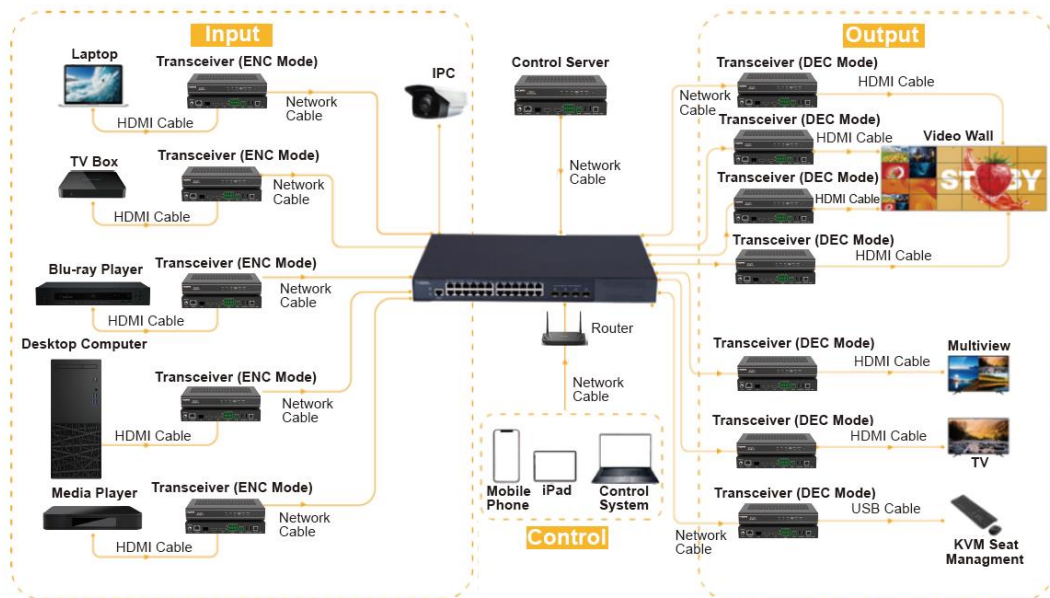 Input
Laptop
Transceiver (ENC Mode)
HDMI Cable
Network
Cable
IPC
TV Box
Transceiver (ENC Mode)
HDMI Cable
Network
Cable
Blu-ray Player
Transceiver (ENC Mode)
HDMI Cable
Network
Cable
Desktop Computer
Transceiver (ENC Mode)
HDMI Cable
Network
Cable
Media Player
Transceiver (ENC Mode)
HDMI Cable
Network
Cable
Control Server
Network
Cable
Router
Network
Cable
Mobile
Phone
iPad
Control
System
Control
Output
Transceiver (DEC Mode)
Network
Cable
HDMI Cable
Transceiver (DEC Mode)
HDMI Cable
Video Wall
Transceiver (DEC Mode)
HDMI Cable
Transceiver (DEC Mode)
HDMI Cable
Transceiver (DEC Mode)
HDMI Cable
Multiview
Transceiver (DEC Mode)
HDMI Cable
TV
Transceiver (DEC Mode)
USB Cable
Network
Cable
KVM Seat
Managment